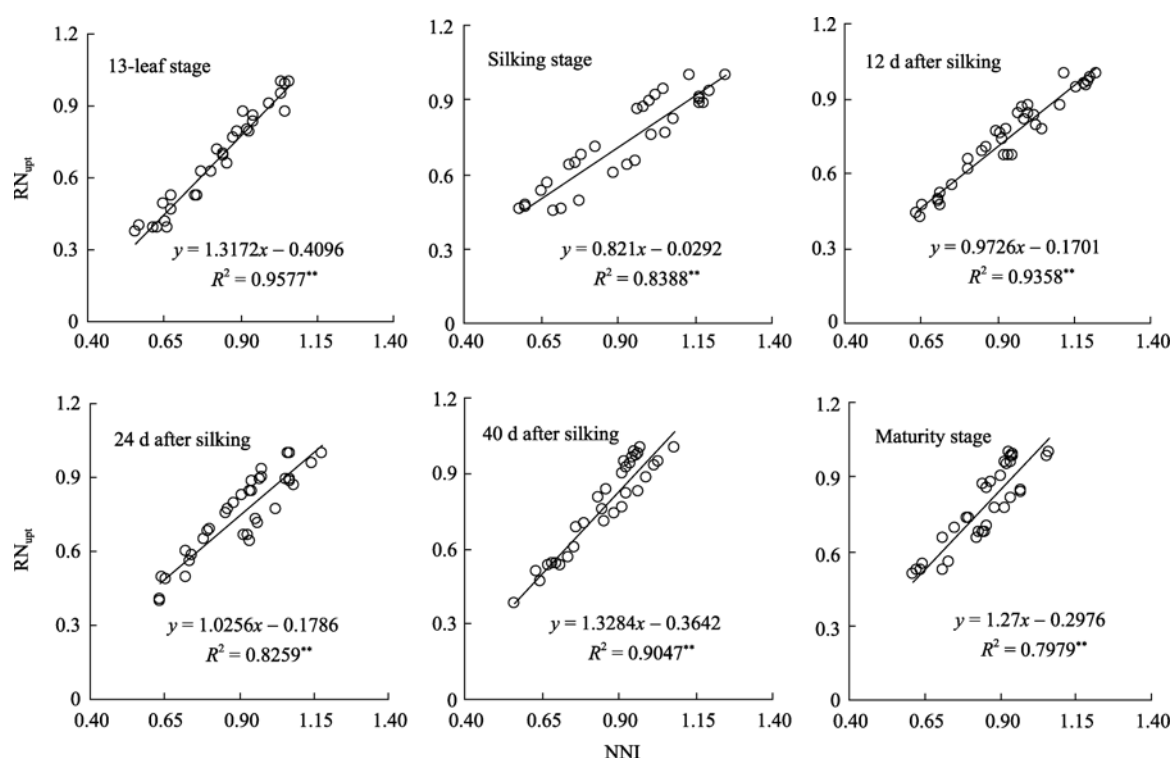 1.2
0.9
0.6
0.3
0
RN_upt
13-leaf stage
y = 1.3172x − 0.4096
R² = 0.9577**
0.40 0.65 0.90 1.15 1.40
1.2
0.9
0.6
0.3
0
Silking stage
y = 0.821x − 0.0292
R² = 0.8388**
0.40 0.65 0.90 1.15 1.40
1.2
0.9
0.6
0.3
0
12 d after silking
y = 0.9726x − 0.1701
R² = 0.9358**
0.40 0.65 0.90 1.15 1.40
1.2
0.9
0.6
0.3
0
RN_upt
24 d after silking
y = 1.0256x − 0.1786
R² = 0.8259**
0.40 0.65 0.90 1.15 1.40
1.2
0.9
0.6
0.3
0
40 d after silking
y = 1.3284x − 0.3642
R² = 0.9047**
0.40 0.65 0.90 1.15 1.40
1.2
0.9
0.6
0.3
0
Maturity stage
y = 1.27x − 0.2976
R² = 0.7979**
0.40 0.65 0.90 1.15 1.40
NNI